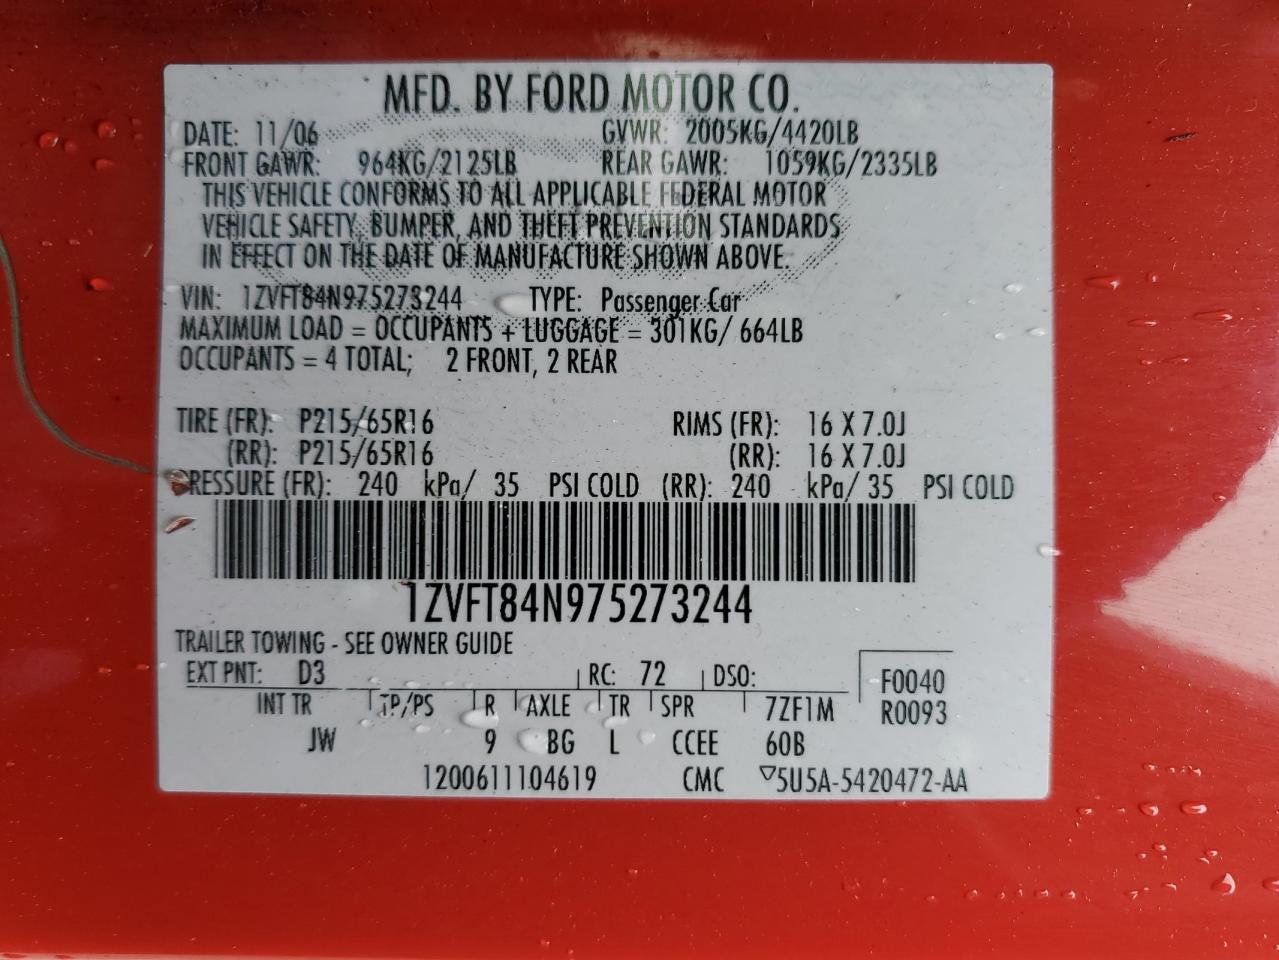 MFD. BY FORD MOTOR CO.
DATE: 11/06 GVWR: 2005KG/4420LB
FRONT GAWR: 964KG/2125LB REAR GAWR: 1059KG/2335LB
THIS VEHICLE CONFORMS TO ALL APPLICABLE FEDERAL MOTOR
VEHICLE SAFETY, BUMPER, AND THEFT PREVENTION STANDARDS
IN EFFECT ON THE DATE OF MANUFACTURE SHOWN ABOVE.
VIN: 1ZVFT84N975273244 TYPE: Passenger Car
MAXIMUM LOAD = OCCUPANTS + LUGGAGE = 301KG/ 664LB
OCCUPANTS = 4 TOTAL; 2 FRONT, 2 REAR
TIRE (FR): P215/65R16 RIMS (FR): 16 X 7.0J
(RR): P215/65R16 (RR): 16 X 7.0J
PRESSURE (FR): 240 kPa/ 35 PSI COLD (RR): 240 kPa/ 35 PSI COLD
1ZVFT84N975273244
TRAILER TOWING - SEE OWNER GUIDE
EXT PNT: D3 RC: 72 DSO: F0040
INT TR TP/PS R AXLE TR SPR 7ZF1M R0093
JW 9 BG L CCEE 60B
1200611104619 CMC ▽5U5A-5420472-AA